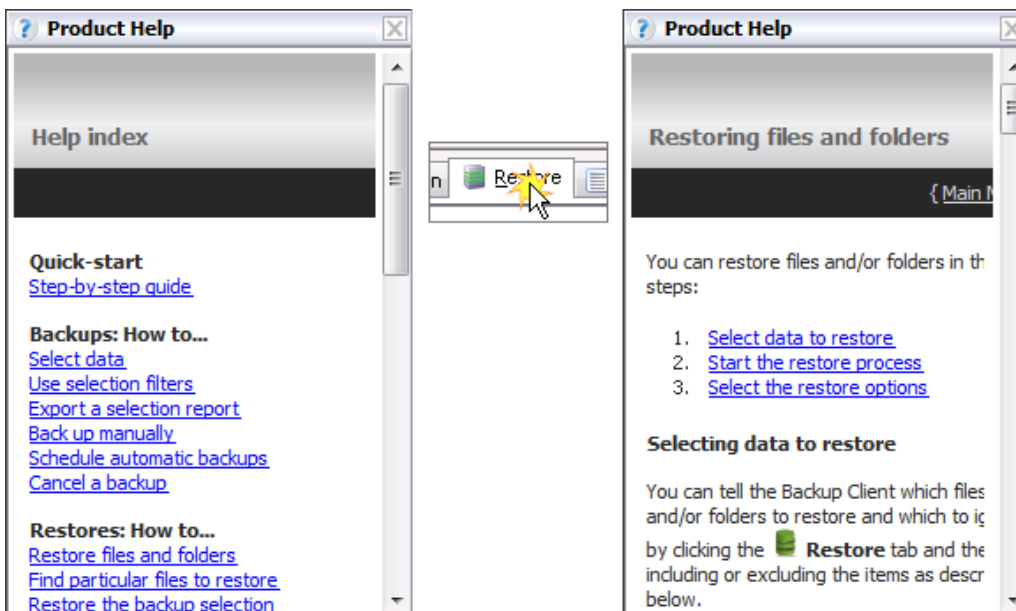 Product Help
Help index
Quick-start
Step-by-step guide
Backups: How to...
Select data
Use selection filters
Export a selection report
Back up manually
Schedule automatic backups
Cancel a backup
Restores: How to...
Restore files and folders
Find particular files to restore
Restore the backup selection
n Restore
Product Help
Restoring files and folders
{ Main
You can restore files and/or folders in
steps:
1. Select data to restore
2. Start the restore process
3. Select the restore options
Selecting data to restore
You can tell the Backup Client which files
and/or folders to restore and which to
by clicking the Restore tab and
including or excluding the items as
below.